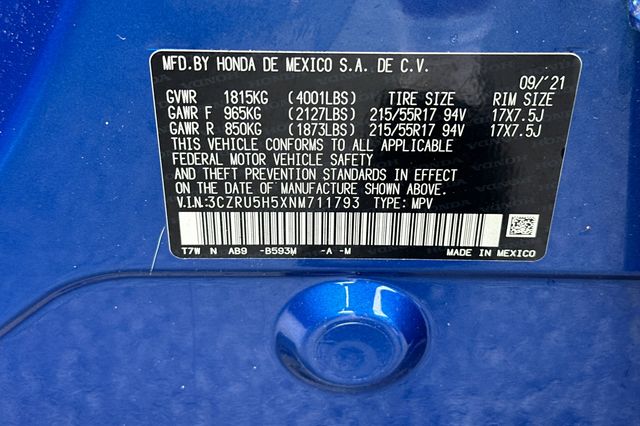 MFD.BY HONDA DE MEXICO S.A. DE C.V.
09/'21
GVWR 1815KG (4001LBS) TIRE SIZE RIM SIZE
GAWR F 965KG (2127LBS) 215/55R17 94V 17X7.5J
GAWR R 850KG (1873LBS) 215/55R17 94V 17X7.5J
THIS VEHICLE CONFORMS TO ALL APPLICABLE
FEDERAL MOTOR VEHICLE SAFETY
AND THEFT PREVENTION STANDARDS IN EFFECT
ON THE DATE OF MANUFACTURE SHOWN ABOVE.
V.I.N.:3CZRU5H5XNM711793 TYPE: MPV
T7W N AB9 -B593M -A -M MADE IN MEXICO